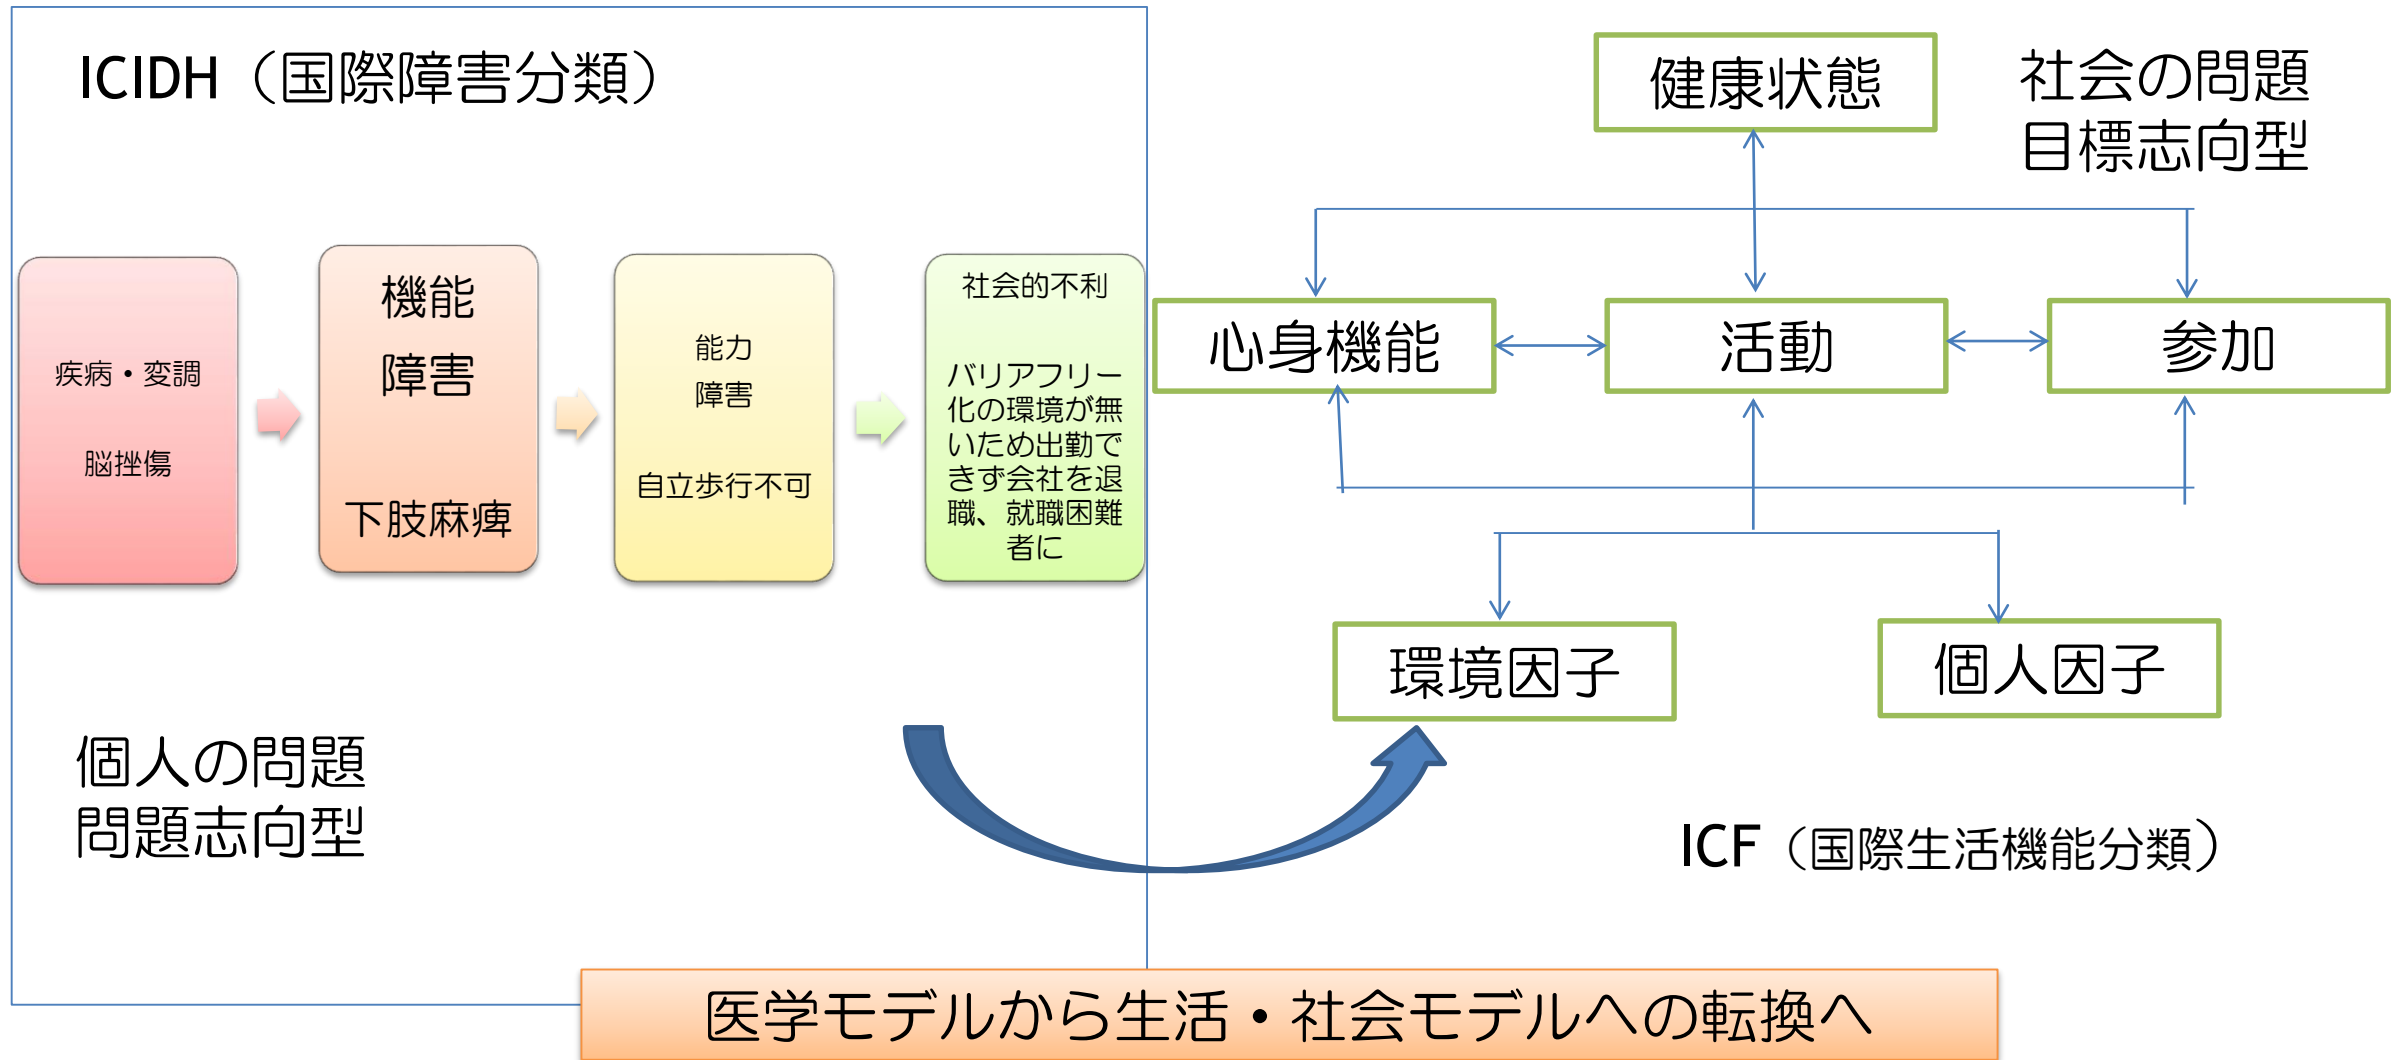 ICIDH（国際障害分類）
疾病・変調
脳挫傷
機能
障害
下肢麻痺
能力
障害
自立歩行不可
社会的不利
バリアフリー
化の環境が無
いため出勤で
きず会社を退
職、就職困難
者に
個人の問題
問題志向型
健康状態
社会の問題
目標志向型
心身機能
活動
参加
環境因子
個人因子
ICF（国際生活機能分類）
医学モデルから生活・社会モデルへの転換へ